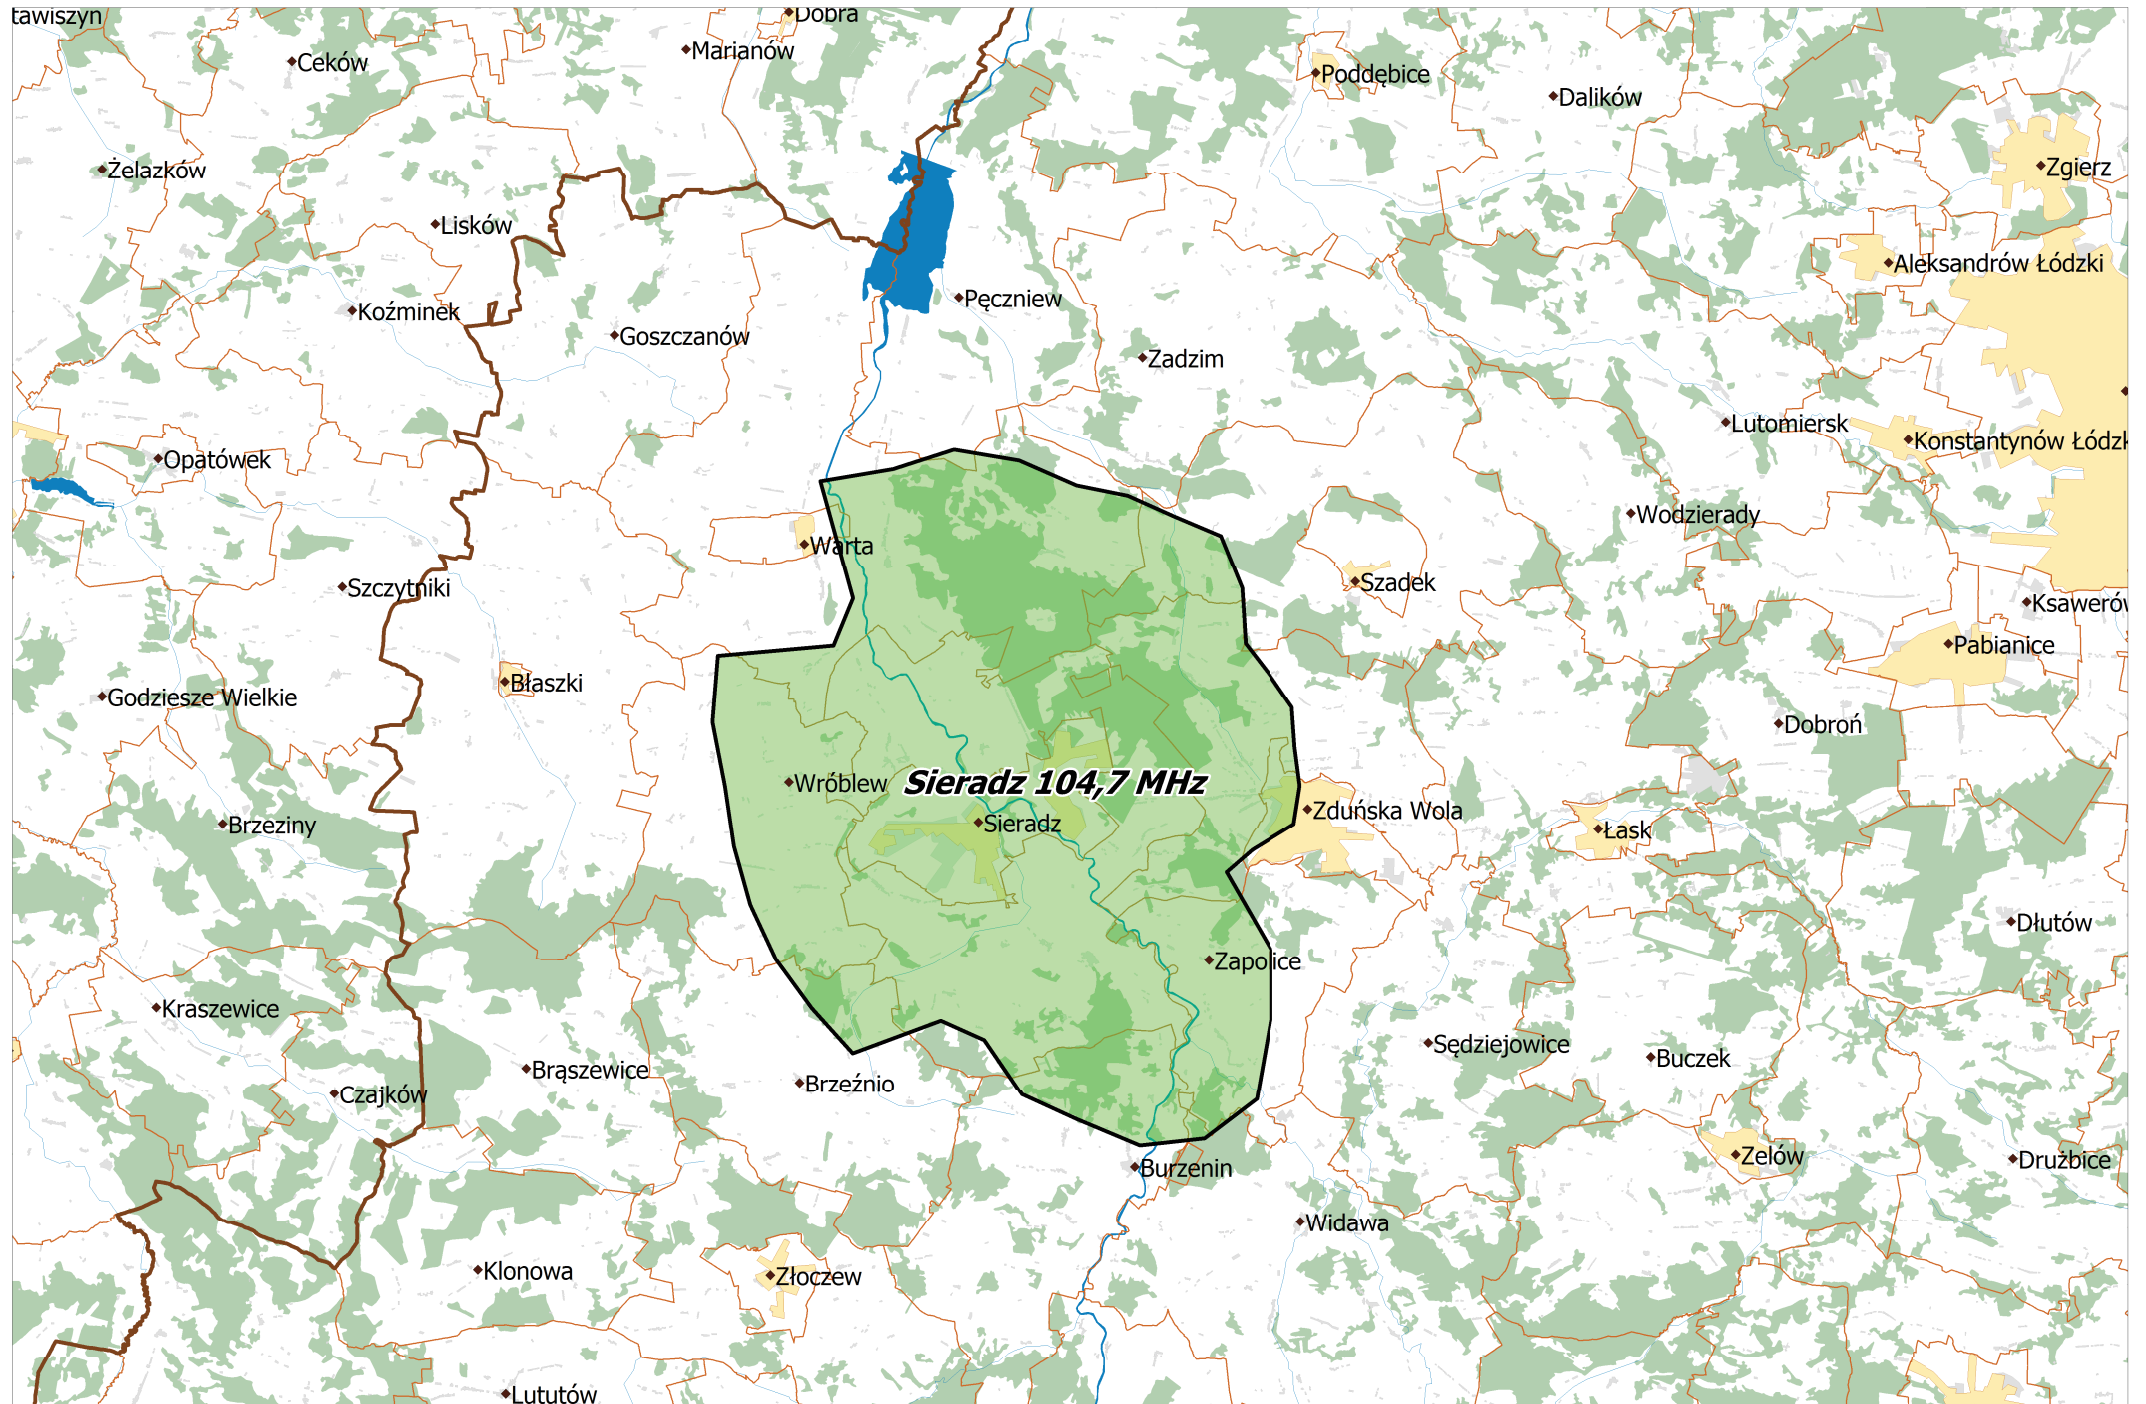 tawiszyn
Dobra
Marianów
Ceków
Poddębice
Dalików
Żelazków
Zgierz
Lisków
Aleksandrów Łódzki
Pęczniew
Koźminek
Goszczanów
Zadzim
Lutomiersk
Konstantynów Łódzk
Opatówek
Wodzierady
Warta
Szadek
Szczytniki
Ksawerów
Pabianice
Błaszki
Godziesze Wielkie
Dobroń
Wróblew
Sieradz 104,7 MHz
Zduńska Wola
Sieradz
Brzeziny
Łask
Dłutów
Zapolice
Kraszewice
Sędziejowice
Buczek
Brąszewice
Brzeźnio
Czajków
Zelów
Drużbice
Burzenin
Widawa
Klonowa
Złoczew
Lututów